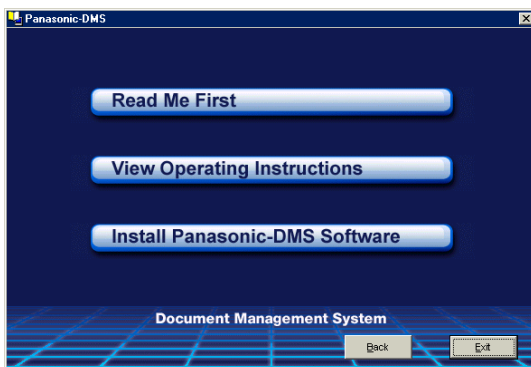 Panasonic-DMS
Read Me First
View Operating Instructions
Install Panasonic-DMS Software
Document Management System
Back
Exit